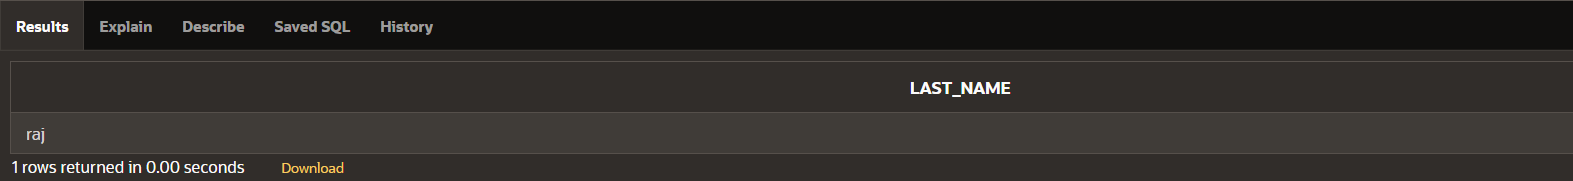 Results Explain Describe Saved SQL History
LAST_NAME
raj
1 rows returned in 0.00 seconds Download